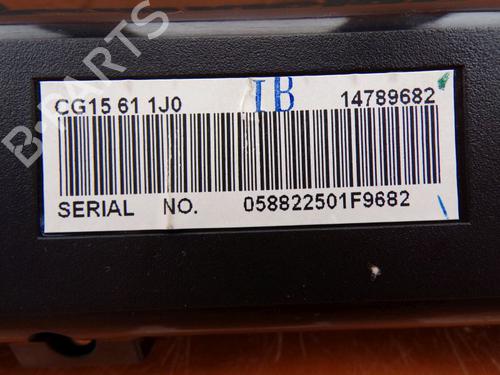 B-PARTS
CG15 61 1J0 IB 14789682
SERIAL NO. 058822501F9682